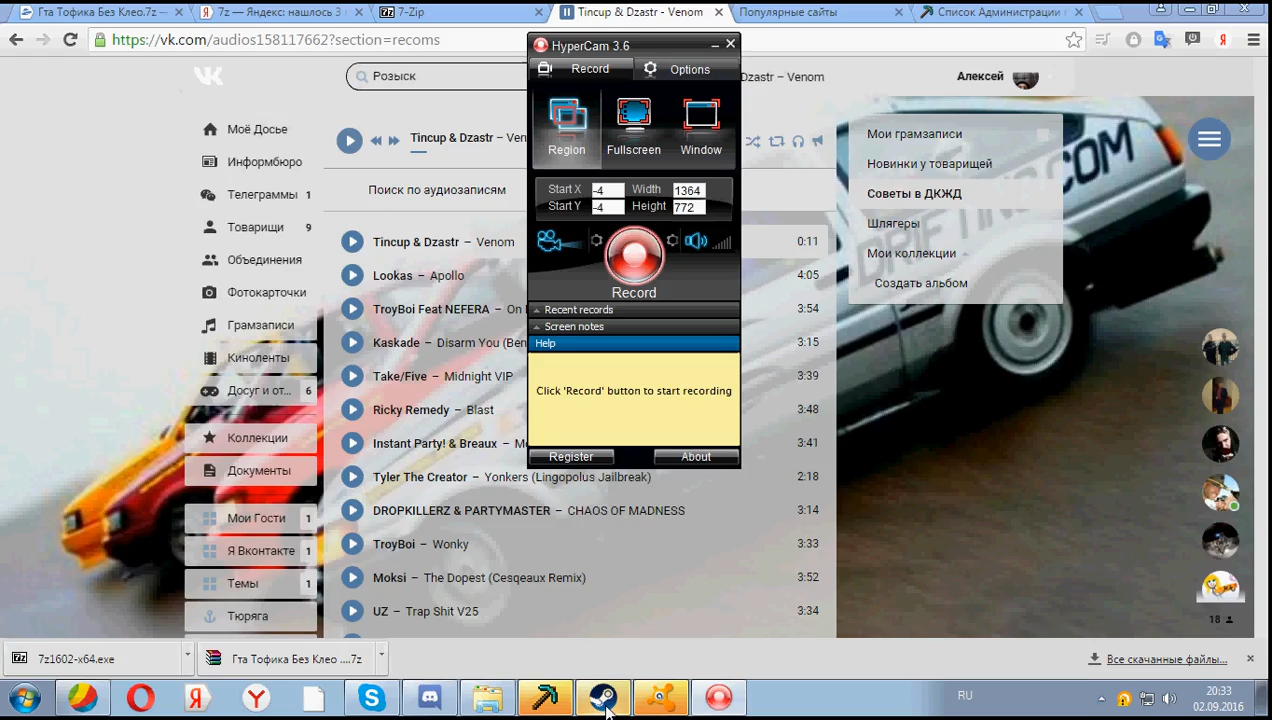 Гта Тофика Без Клео.7z
7z — Яндекс: нашлось 3
7-Zip
Tincup & Dzastr - Venom
Популярные сайты
Список Администрации
https://vk.com/audios158117662?section=recoms
HyperCam 3.6
Record
Options
Розыск
Dzastr – Venom
Алексей
Region
Fullscreen
Window
Start X -4 Width 1364
Start Y -4 Height 772
Record
Recent records
Screen notes
Help
Click 'Record' button to start recording
Register
About
Моё Досье
Информбюро
Телеграммы 1
Товарищи 9
Объединения
Фотокарточки
Грамзаписи
Киноленты
Досуг и от... 6
Коллекции
Документы
Мои Гости 1
Я Вконтакте 1
Темы 1
Тюряга
Tincup & Dzastr – Ven
Поиск по аудиозаписям
Tincup & Dzastr – Venom 0:11
Lookas – Apollo 4:05
TroyBoi Feat NEFERA – On 3:54
Kaskade – Disarm You (Ben 3:15
Take/Five – Midnight VIP 3:39
Ricky Remedy – Blast 3:48
Instant Party! & Breaux – M 3:41
Tyler The Creator – Yonkers (Lingopolus Jailbreak) 2:18
DROPKILLERZ & PARTYMASTER – CHAOS OF MADNESS 3:14
TroyBoi – Wonky 3:33
Moksi – The Dopest (Cesqeaux Remix) 3:52
UZ – Trap Shit V25 3:34
Мои грамзаписи
Новинки у товарищей
Советы в ДКЖД
Шлягеры
Мои коллекции
Создать альбом
DRIFTING.COM
18
7z1602-x64.exe
Гта Тофика Без Клео ....7z
Все скачанные файлы...
RU
20:33
02.09.2016